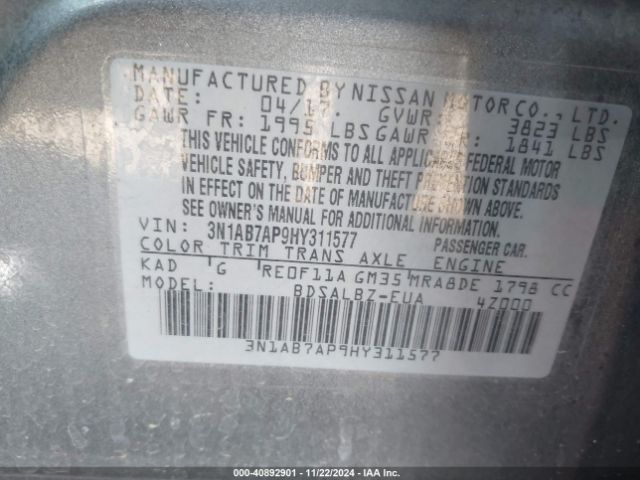 MANUFACTURED BY NISSAN MOTOR CO., LTD.
DATE: 04/17. GVWR: 3823 LBS
GAWR FR: 1995 LBS GAWR RR: 1841 LBS
THIS VEHICLE CONFORMS TO ALL APPLICABLE FEDERAL MOTOR
VEHICLE SAFETY, BUMPER AND THEFT PREVENTION STANDARDS
IN EFFECT ON THE DATE OF MANUFACTURE SHOWN ABOVE.
SEE OWNER'S MANUAL FOR ADDITIONAL INFORMATION.
VIN: 3N1AB7AP9HY311577 PASSENGER CAR.
COLOR TRIM TRANS AXLE ENGINE
KAD G RE0F11A GM35 MRA8DE 1798 CC
MODEL: BDSALBZ-EUA 4Z000
3N1AB7AP9HY311577
000-40892901 - 11/22/2024 - IAA Inc.